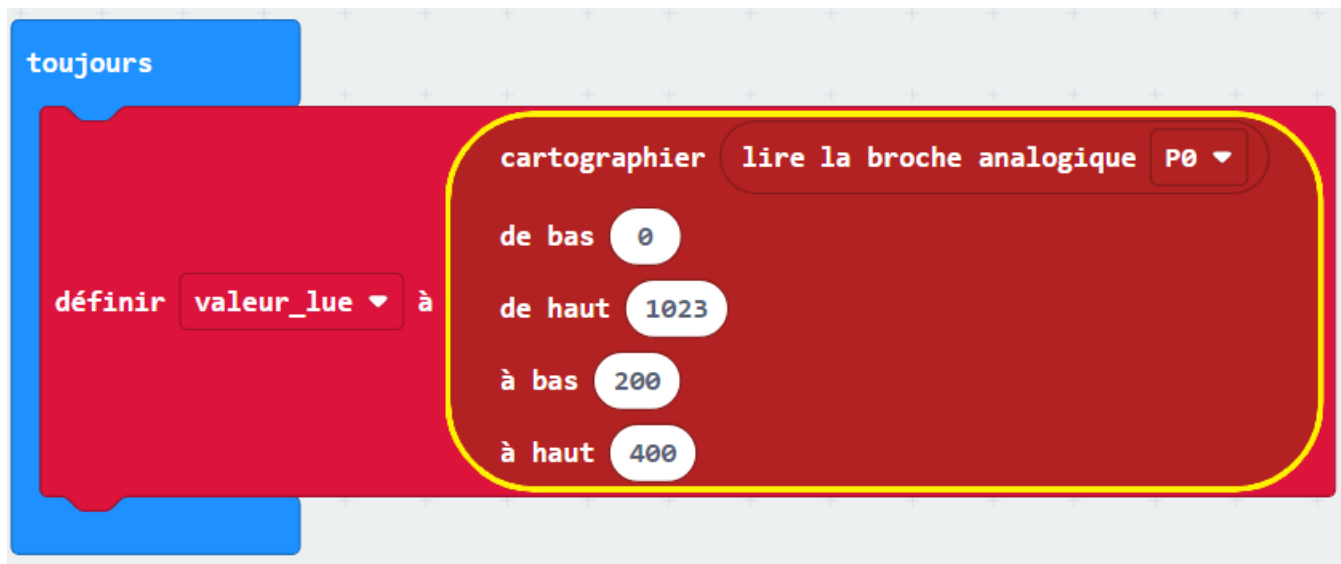 toujours
cartographier lire la broche analogique P0
de bas 0
définir valeur_lue à
de haut 1023
à bas 200
à haut 400